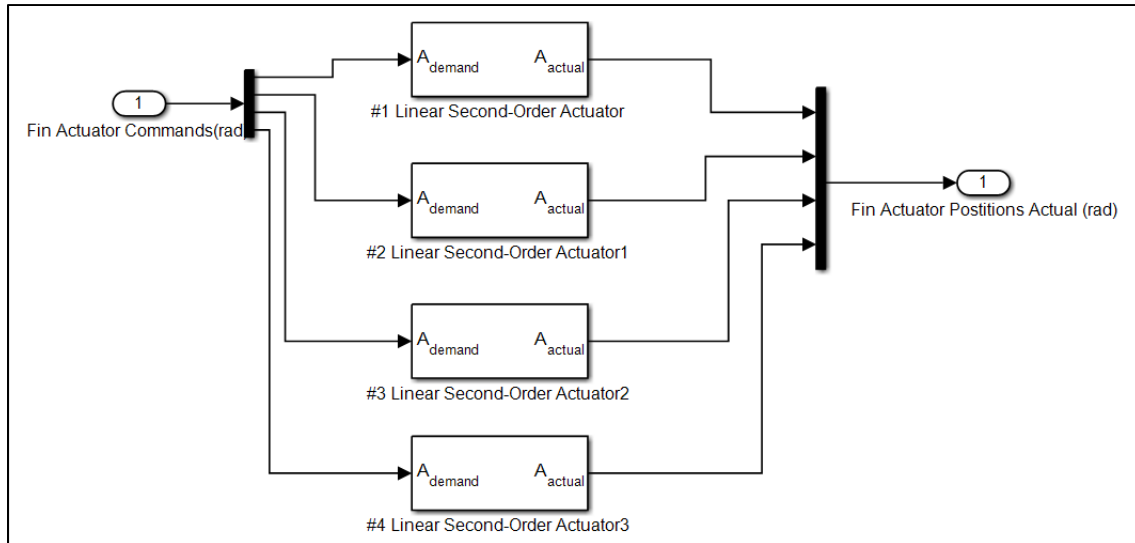 A demand A actual
#1 Linear Second-Order Actuator
1
Fin Actuator Commands(rad
A demand A actual
#2 Linear Second-Order Actuator1
1
Fin Actuator Postitions Actual (rad)
A demand A actual
#3 Linear Second-Order Actuator2
A demand A actual
#4 Linear Second-Order Actuator3